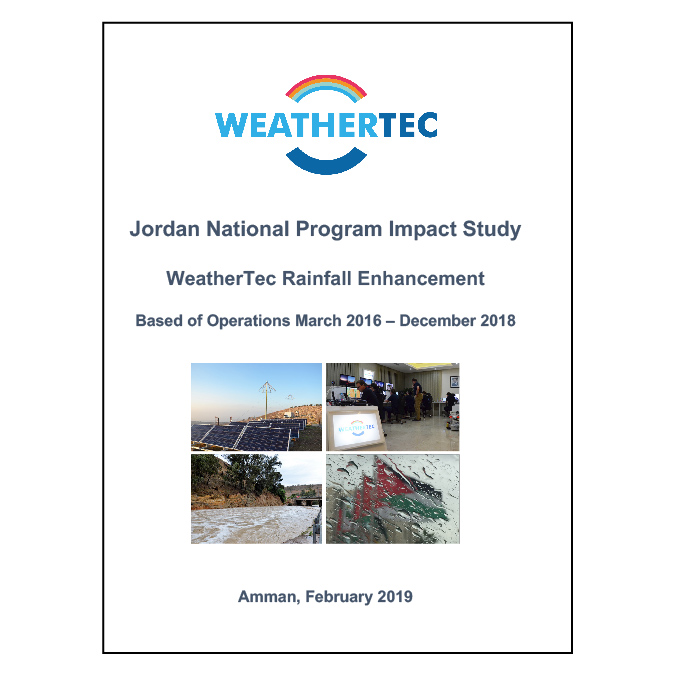 WEATHERTEC
Jordan National Program Impact Study
WeatherTec Rainfall Enhancement
Based of Operations March 2016 – December 2018
WEATHERTEC
Amman, February 2019